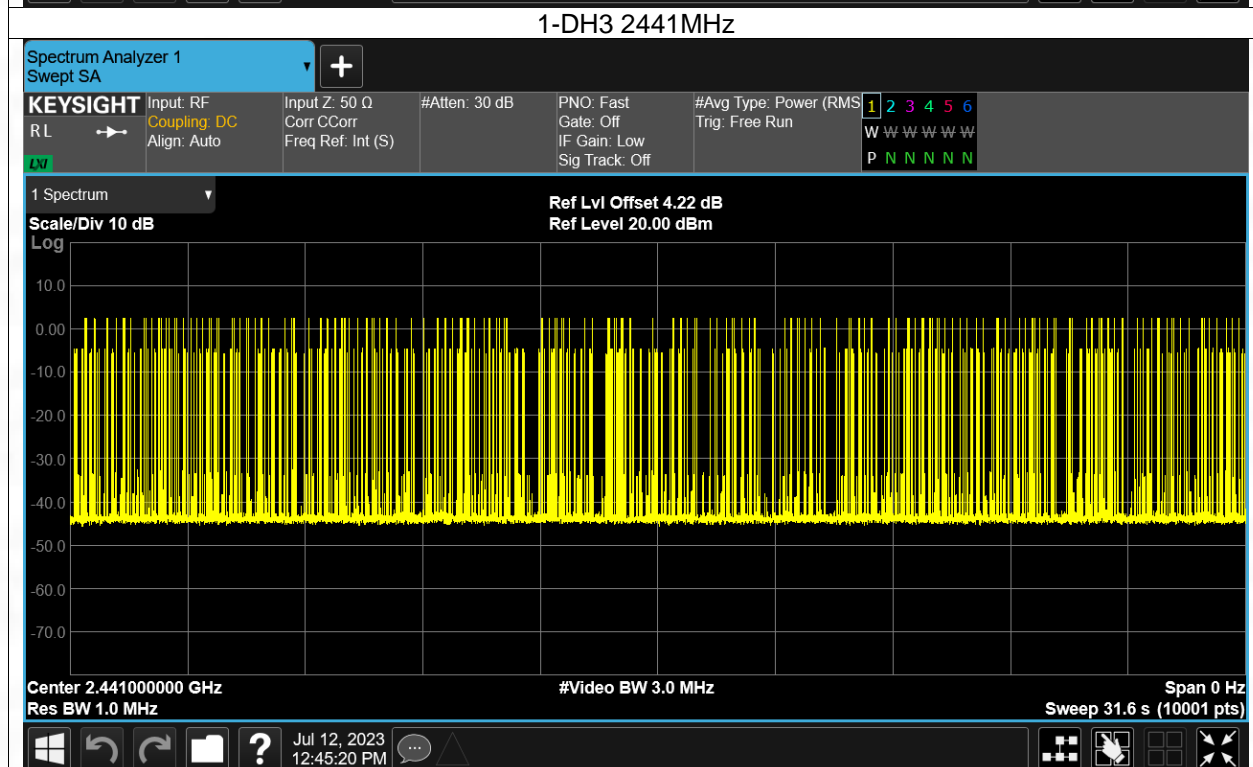 1-DH3 2441MHz
Spectrum Analyzer 1
Swept SA
KEYSIGHT
RL
LXI
Input: RF
Coupling: DC
Align: Auto
Input Z: 50 Ω
Corr CCorr
Freq Ref: Int (S)
#Atten: 30 dB
PNO: Fast
Gate: Off
IF Gain: Low
Sig Track: Off
#Avg Type: Power (RMS
Trig: Free Run
1 2 3 4 5 6
W W W W W W
P N N N N N
1 Spectrum
Scale/Div 10 dB
Ref Lvl Offset 4.22 dB
Ref Level 20.00 dBm
Log
10.0
0.00
-10.0
-20.0
-30.0
-40.0
-50.0
-60.0
-70.0
Center 2.441000000 GHz
Res BW 1.0 MHz
#Video BW 3.0 MHz
Span 0 Hz
Sweep 31.6 s (10001 pts)
?
Jul 12, 2023
12:45:20 PM